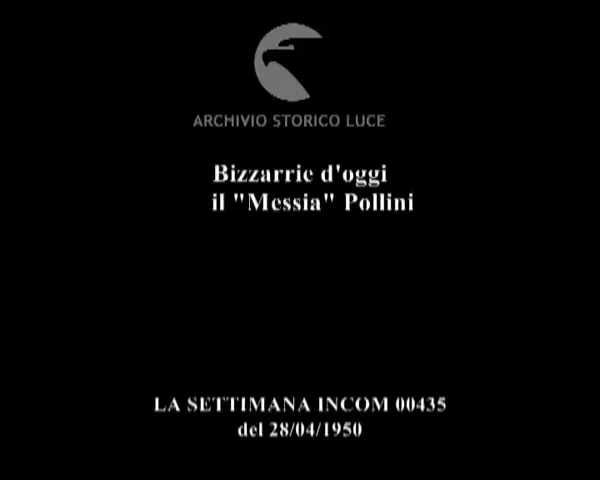 ARCHIVIO STORICO LUCE
Bizzarrie d'oggi
il "Messia" Pollini
LA SETTIMANA INCOM 00435
del 28/04/1950